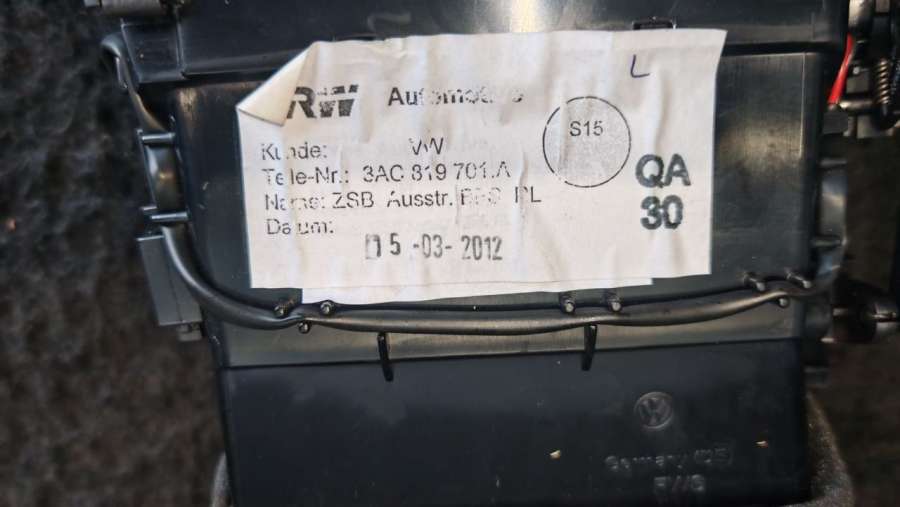 RW Automotive
L
S15
Kunde: VW
Teile-Nr.: 3AC 819 701.A
Name: ZSB. Ausstr.
Datum:
05 -03- 2012
QA
30
Germany